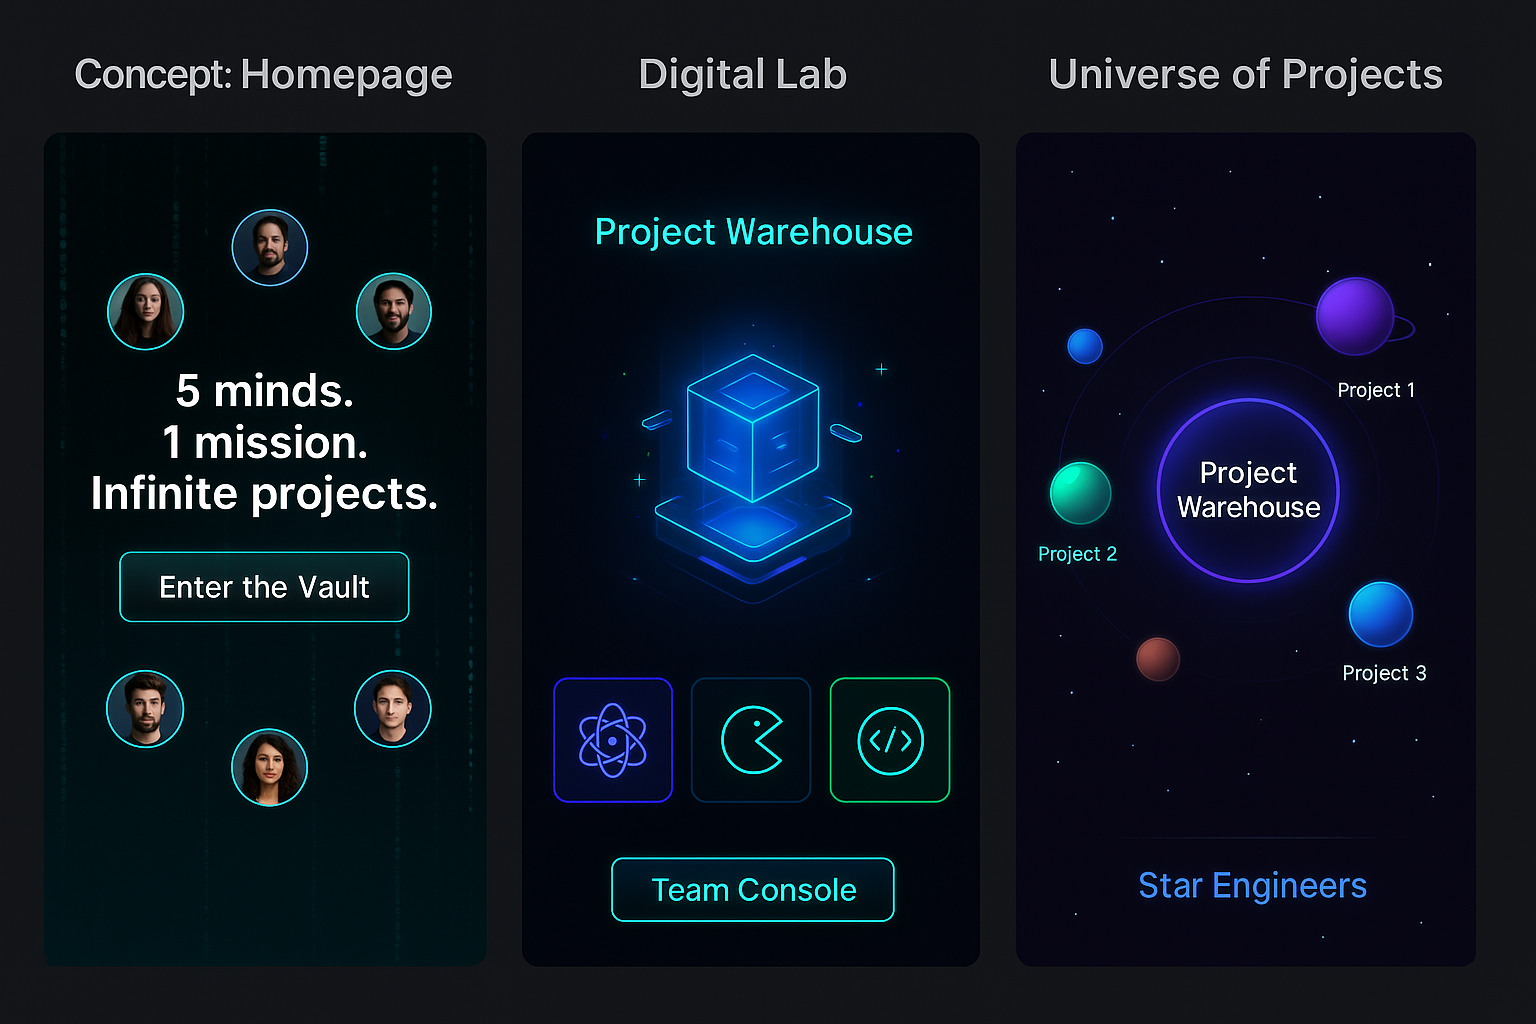 Concept: Homepage
Digital Lab
Universe of Projects
5 minds.
1 mission.
Infinite projects.
Enter the Vault
Project Warehouse
</>
Team Console
Project 1
Project
Warehouse
Project 2
Project 3
Star Engineers